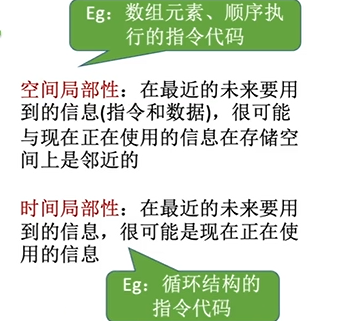 Eg：数组元素、顺序执
行的指令代码
空间局部性：在最近的未来要用
到的信息(指令和数据)，很可能
与现在正在使用的信息在存储空
间上是邻近的
时间局部性：在最近的未来要用
到的信息，很可能是现在正在使
用的信息
Eg：循环结构的
指令代码